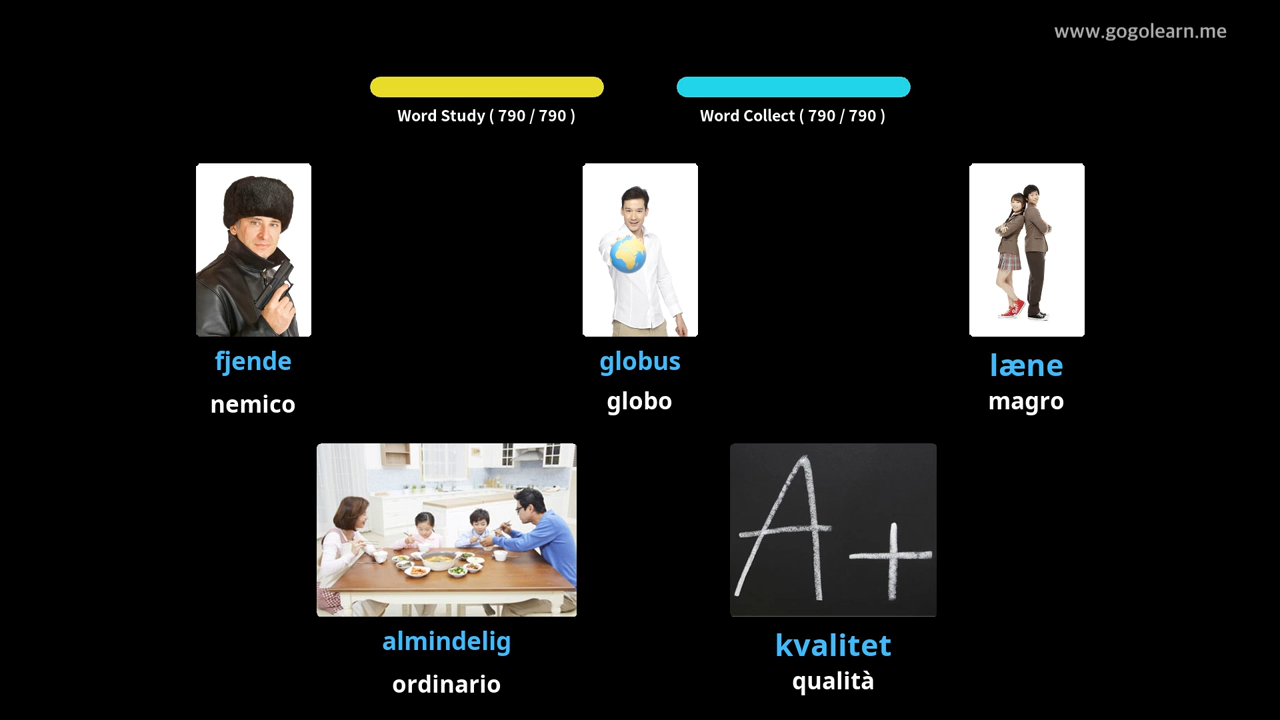 www.gogolearn.me
Word Study ( 790 / 790 )
Word Collect ( 790 / 790 )
fjende
nemico
globus
globo
læne
magro
A+
almindelig
ordinario
kvalitet
qualità